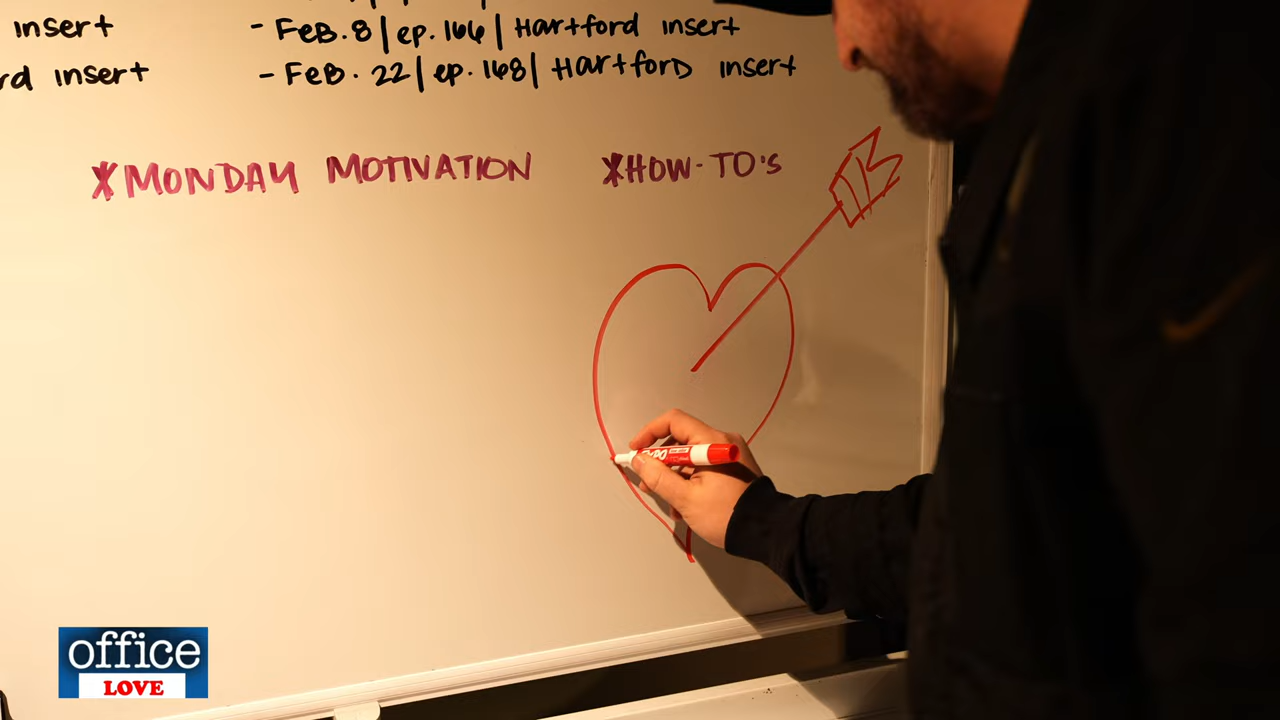 insert - FEB. 8 | ep. 166 | Hartford insert
rd insert - FEB. 22 | ep. 168 | HartforD insert
*MONDAY MOTIVATION *HOW-TO'S
EXPO
office
LOVE